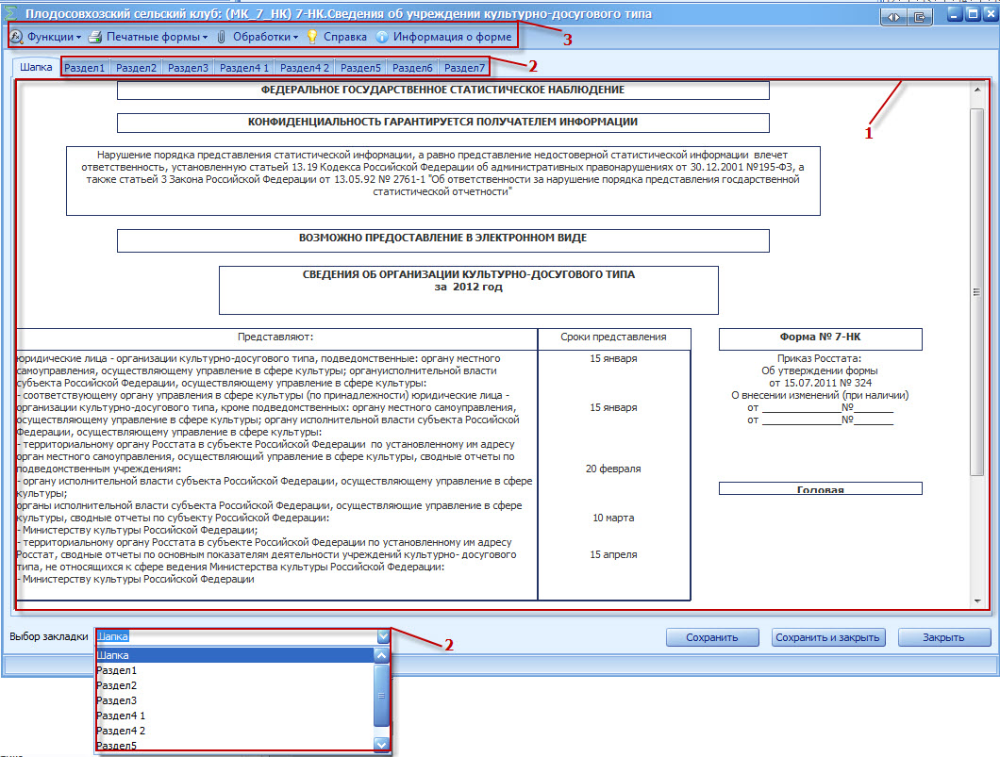 Плодосовхозский сельский клуб: (МК_7_НК) 7-НК.Сведения об учреждении культурно-досугового типа
Функции Печатные формы Обработки Справка Информация о форме
3
Шапка Раздел1 Раздел2 Раздел3 Раздел4 1 Раздел4 2 Раздел5 Раздел6 Раздел7
2
1
ФЕДЕРАЛЬНОЕ ГОСУДАРСТВЕННОЕ СТАТИСТИЧЕСКОЕ НАБЛЮДЕНИЕ
КОНФИДЕНЦИАЛЬНОСТЬ ГАРАНТИРУЕТСЯ ПОЛУЧАТЕЛЕМ ИНФОРМАЦИИ
Нарушение порядка представления статистической информации, а равно представление недостоверной статистической информации влечет
ответственность, установленную статьей 13.19 Кодекса Российской Федерации об административных правонарушениях от 30.12.2001 №195-ФЗ, а
также статьей 3 Закона Российской Федерации от 13.05.92 № 2761-1 "Об ответственности за нарушение порядка представления госдарственной
статистической отчетности"
ВОЗМОЖНО ПРЕДОСТАВЛЕНИЕ В ЭЛЕКТРОННОМ ВИДЕ
СВЕДЕНИЯ ОБ ОРГАНИЗАЦИИ КУЛЬТУРНО-ДОСУГОВОГО ТИПА
за 2012 год
Представляют:
Сроки представления
юридические лица - организации культурно-досугового типа, подведомственные: органу местного
самоуправления, осуществляющему управление в сфере культуры; органуисполнительной власти
субъекта Российской Федерации, осуществляющему управление в сфере культуры:
- соответствующему органу управления в сфере культуры (по принадлежности) юридические лица -
организации культурно-досугового типа, кроме подведомственных: органу местного самоуправления,
осуществляющему управление в сфере культуры; органу исполнительной власти субъекта Российской
Федерации, осуществляющему управление в сфере культуры:
- территориальному органу Росстата в субъекте Российской Федерации по установленному им адресу
орган местного самоуправления, осуществляющий управление в сфере культуры, сводные отчеты по
подведомственным учреждениям:
- органу исполнительной власти субъекта Российской Федерации, осуществляющему управление в сфере
культуры;
органы исполнительной власти субъекта Российской Федерации, осуществляющие управление в сфере
культуры, сводные отчеты по субъекту Российской Федерации:
- Министерству культуры Российской Федерации;
- территориальному органу Росстата в субъекте Российской Федерации по установленному им адресу
Росстат, сводные отчеты по основным показателям деятельности учреждений культурно- досугового
типа, не относящихся к сфере ведения Министерства культуры Российской Федерации:
- Министерству культуры Российской Федерации
15 января
15 января
20 февраля
10 марта
15 апреля
Форма № 7-НК
Приказ Росстата:
Об утверждении формы
от 15.07.2011 № 324
О внесении изменений (при наличии)
от ______________№_______
от ______________№_______
Годовая
Выбор закладки Шапка
2
Сохранить Сохранить и закрыть Закрыть
Шапка
Раздел1
Раздел2
Раздел3
Раздел4 1
Раздел4 2
Раздел5